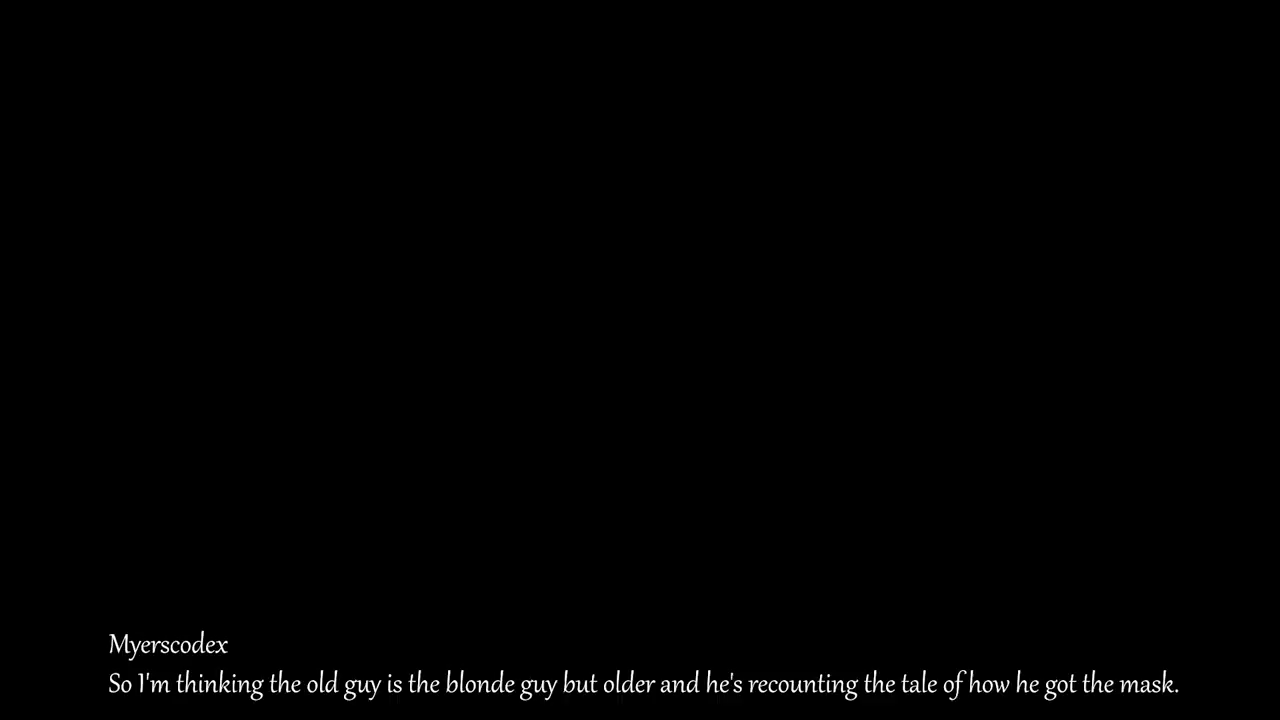 Myerscodex
So I'm thinking the old guy is the blonde guy but older and he's recounting the tale of how he got the mask.